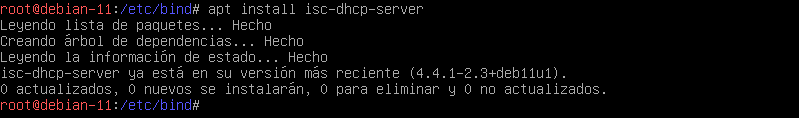 root@debian-11:/etc/bind# apt install isc-dhcp-server
Leyendo lista de paquetes... Hecho
Creando árbol de dependencias... Hecho
Leyendo la información de estado... Hecho
isc-dhcp-server ya está en su versión más reciente (4.4.1-2.3+deb11u1).
0 actualizados, 0 nuevos se instalarán, 0 para eliminar y 0 no actualizados.
root@debian-11:/etc/bind#